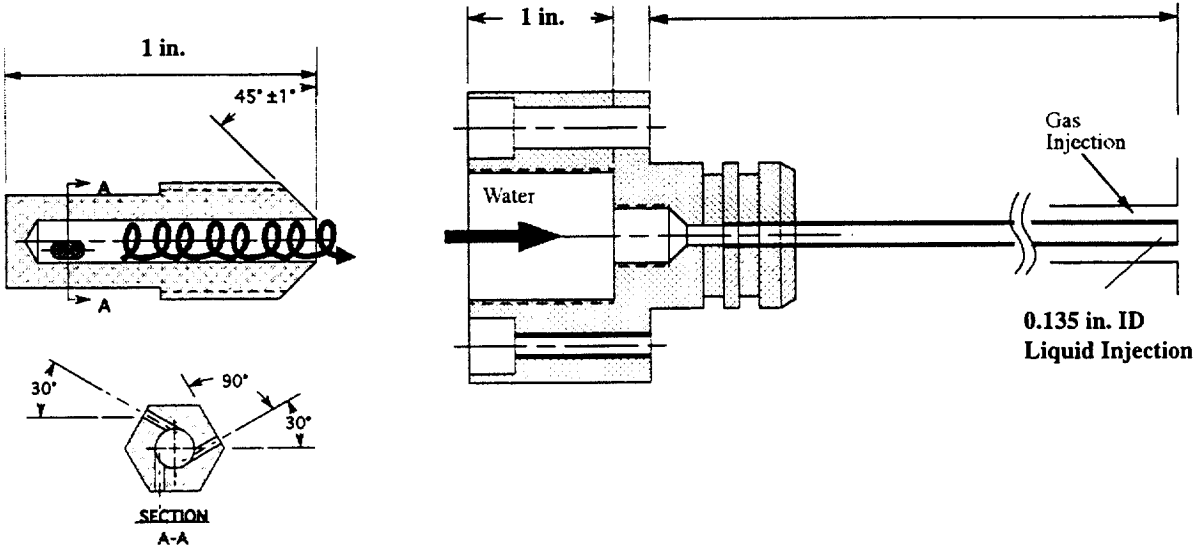 1 in.
45° ±1°
A
A
30°
90°
30°
SECTION
A-A
1 in.
Water
Gas
Injection
0.135 in. ID
Liquid Injection